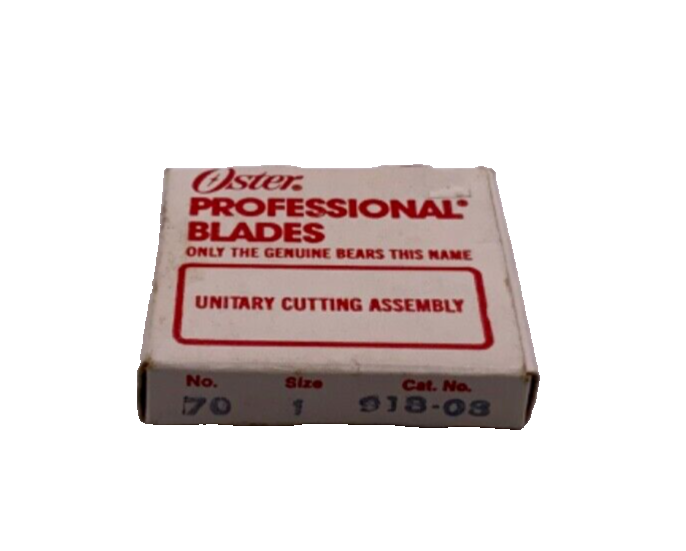 Oster®
PROFESSIONAL®
BLADES
ONLY THE GENUINE BEARS THIS NAME
UNITARY CUTTING ASSEMBLY
No. Size Cat. No.
70 1 913-03